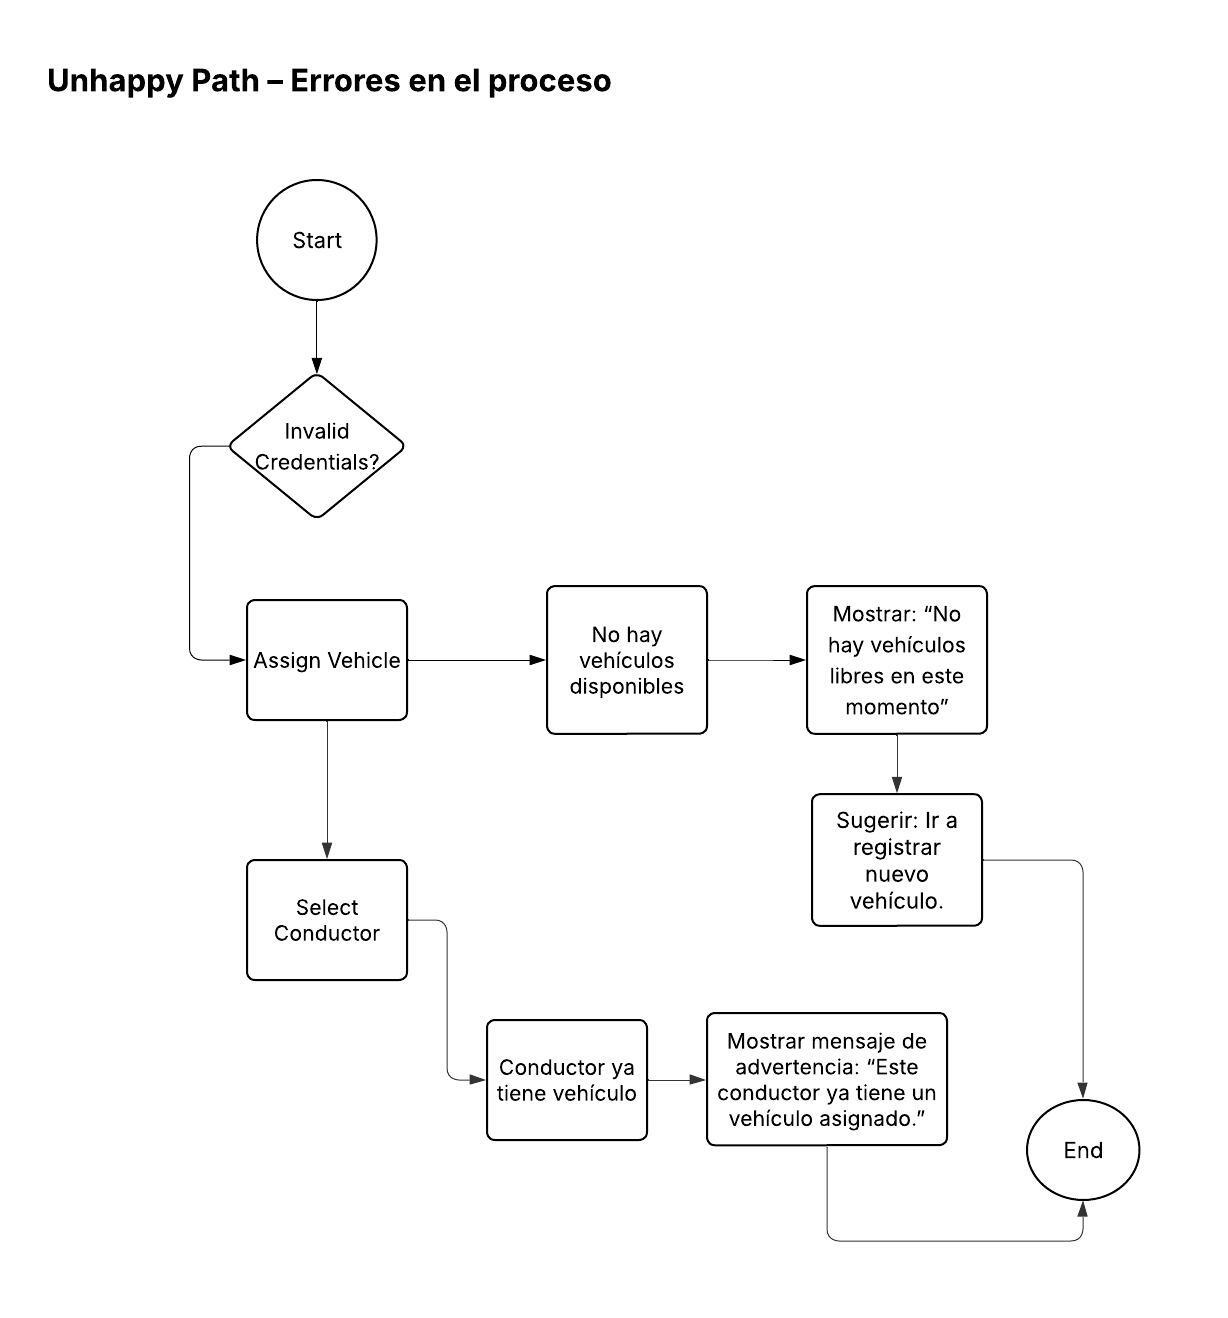 Unhappy Path – Errores en el proceso
Start
Invalid
Credentials?
Assign Vehicle
No hay
vehículos
disponibles
Mostrar: “No
hay vehículos
libres en este
momento”
Sugerir: Ir a
registrar
nuevo
vehículo.
Select
Conductor
Conductor ya
tiene vehículo
Mostrar mensaje de
advertencia: “Este
conductor ya tiene un
vehículo asignado.”
End